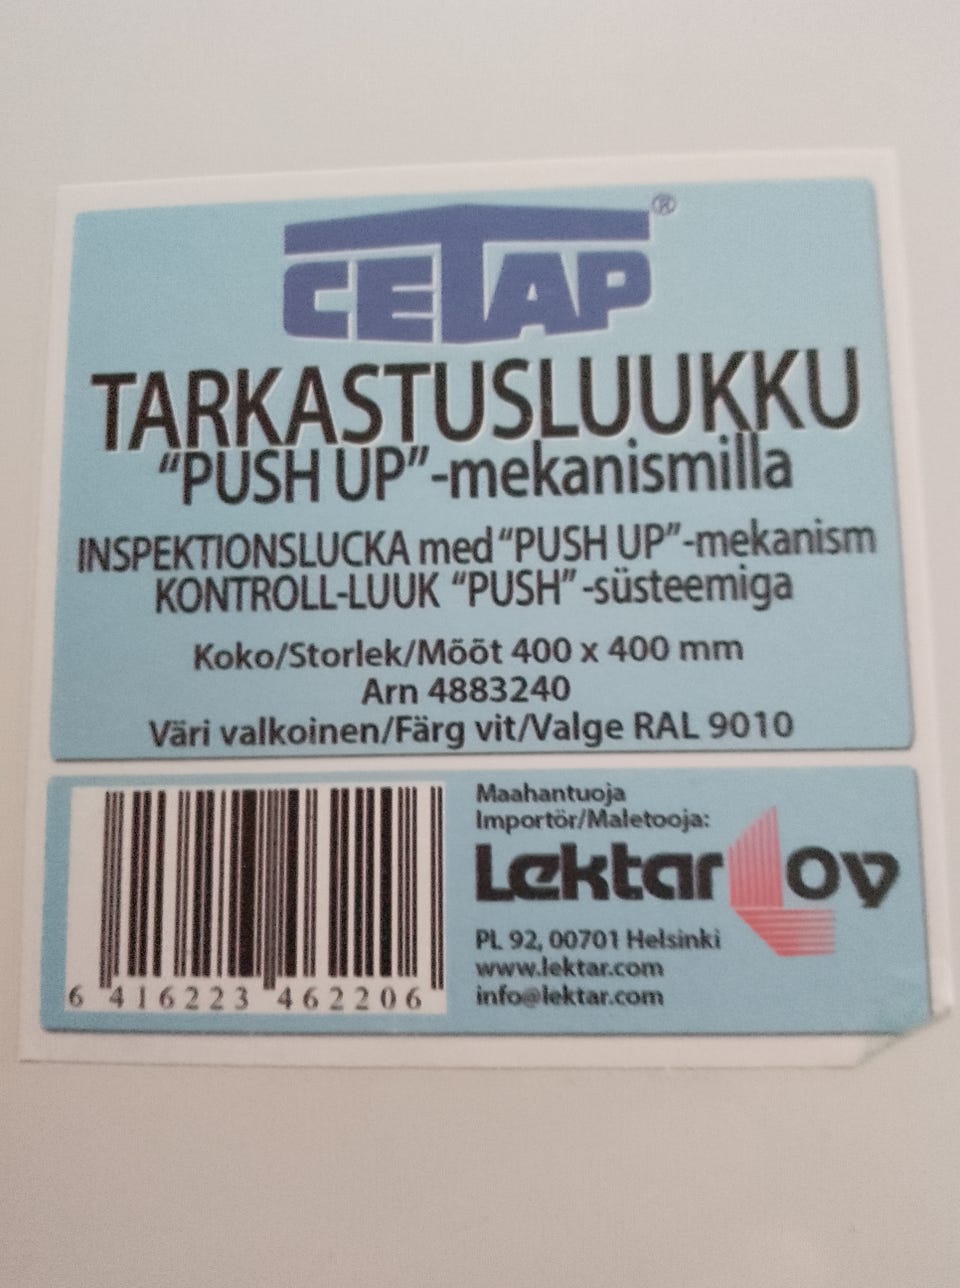 CETAP®
TARKASTUSLUUKKU
"PUSH UP"-mekanismilla
INSPEKTIONSLUCKA med "PUSH UP"-mekanism
KONTROLL-LUUK "PUSH"-süsteemiga
Koko/Storlek/Mõõt 400 x 400 mm
Arn 4883240
Väri valkoinen/Färg vit/Valge RAL 9010
6 416223 462206
Maahantuoja
Importör/Maletooja:
Lektar Oy
PL 92, 00701 Helsinki
www.lektar.com
info@lektar.com